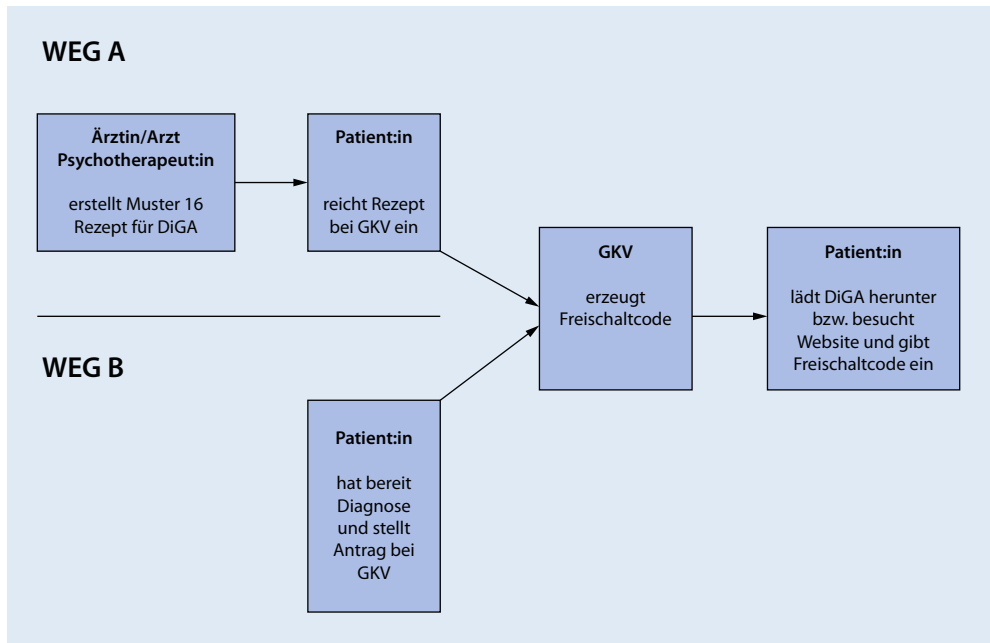 WEG A
Ärztin/Arzt
Psychotherapeut:in
erstellt Muster 16
Rezept für DiGA
Patient:in
reicht Rezept
bei GKV ein
GKV
erzeugt
Freischaltcode
Patient:in
lädt DiGA herunter
bzw. besucht
Website und gibt
Freischaltcode ein
WEG B
Patient:in
hat bereit
Diagnose
und stellt
Antrag bei
GKV